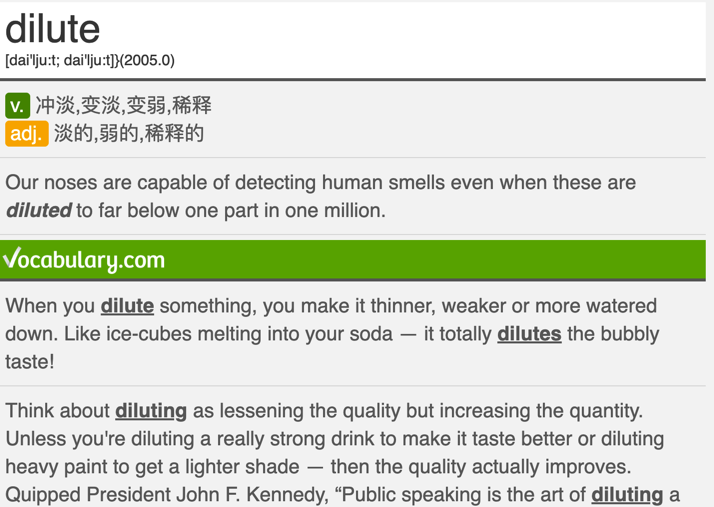 dilute
[dai'lju:t; dai'lju:t]}(2005.0)
v. 冲淡,变淡,变弱,稀释
adj. 淡的,弱的,稀释的
Our noses are capable of detecting human smells even when these are
diluted to far below one part in one million.
Vocabulary.com
When you dilute something, you make it thinner, weaker or more watered
down. Like ice-cubes melting into your soda — it totally dilutes the bubbly
taste!
Think about diluting as lessening the quality but increasing the quantity.
Unless you're diluting a really strong drink to make it taste better or diluting
heavy paint to get a lighter shade — then the quality actually improves.
Quipped President John F. Kennedy, “Public speaking is the art of diluting a